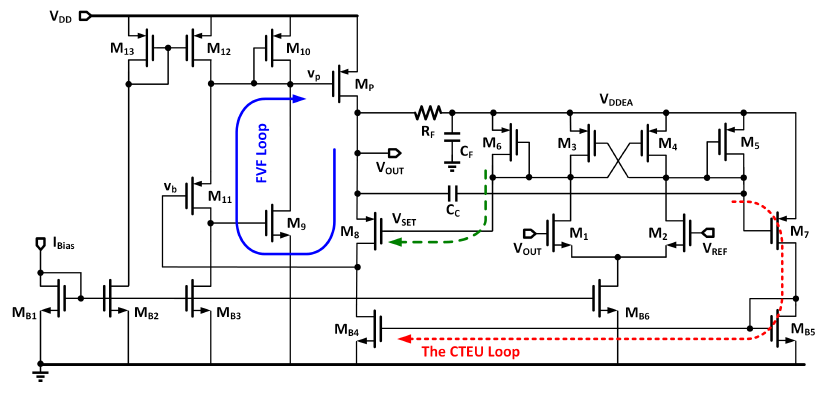 VDD
M13
M12
M10
vp
MP
VDDEA
RF
CF
M6
M3
M4
M5
VOUT
FVF Loop
vb
M11
CC
M9
M8
VSET
M1
M2
M7
VOUT
VREF
IBias
MB1
MB2
MB3
MB6
MB4
MB5
The CTEU Loop